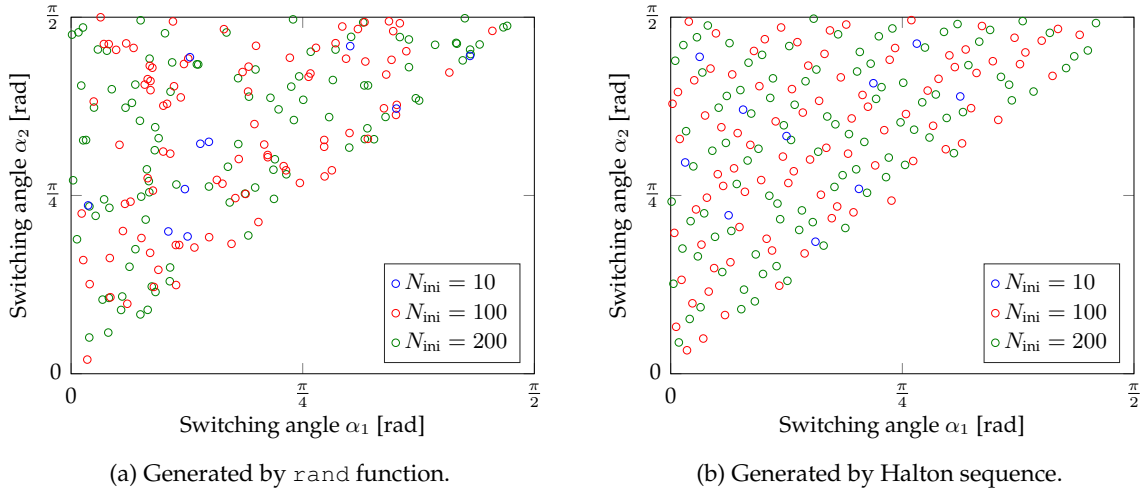 π/2
π/4
0
Switching angle α₂ [rad]
N_ini = 10
N_ini = 100
N_ini = 200
0
π/4
π/2
Switching angle α₁ [rad]
(a) Generated by rand function.
π/2
π/4
0
Switching angle α₂ [rad]
N_ini = 10
N_ini = 100
N_ini = 200
0
π/4
π/2
Switching angle α₁ [rad]
(b) Generated by Halton sequence.